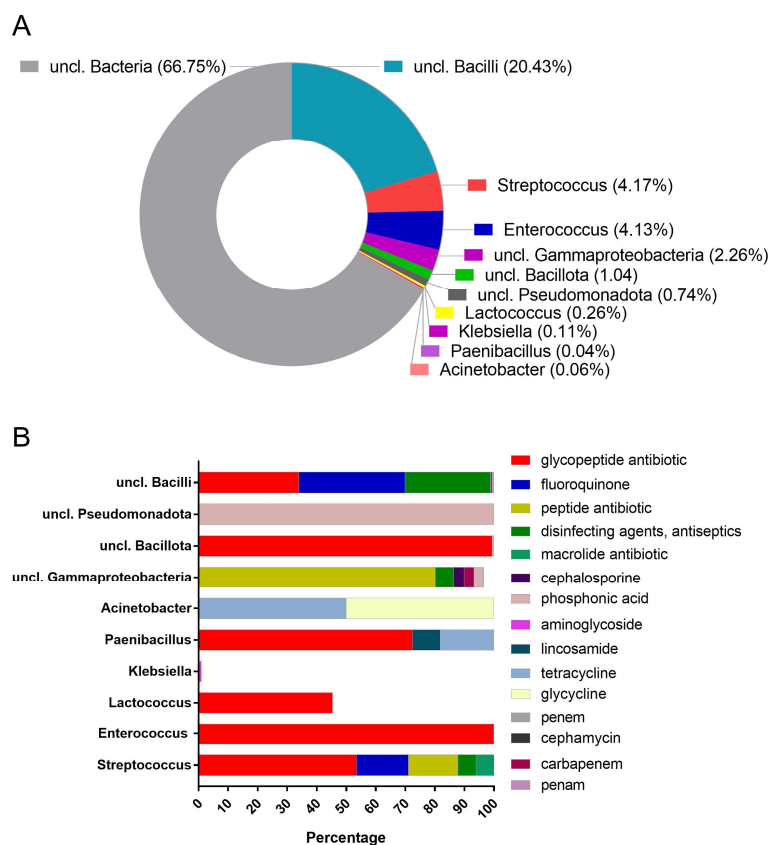 A
uncl. Bacteria (66.75%)
uncl. Bacilli (20.43%)
Streptococcus (4.17%)
Enterococcus (4.13%)
uncl. Gammaproteobacteria (2.26%)
uncl. Bacillota (1.04)
uncl. Pseudomonadota (0.74%)
Lactococcus (0.26%)
Klebsiella (0.11%)
Paenibacillus (0.04%)
Acinetobacter (0.06%)
B
uncl. Bacilli
uncl. Pseudomonadota
uncl. Bacillota
uncl. Gammaproteobacteria
Acinetobacter
Paenibacillus
Klebsiella
Lactococcus
Enterococcus
Streptococcus
0 10 20 30 40 50 60 70 80 90 100
Percentage
glycopeptide antibiotic
fluoroquinone
peptide antibiotic
disinfecting agents, antiseptics
macrolide antibiotic
cephalosporine
phosphonic acid
aminoglycoside
lincosamide
tetracycline
glycycline
penem
cephamycin
carbapenem
penam